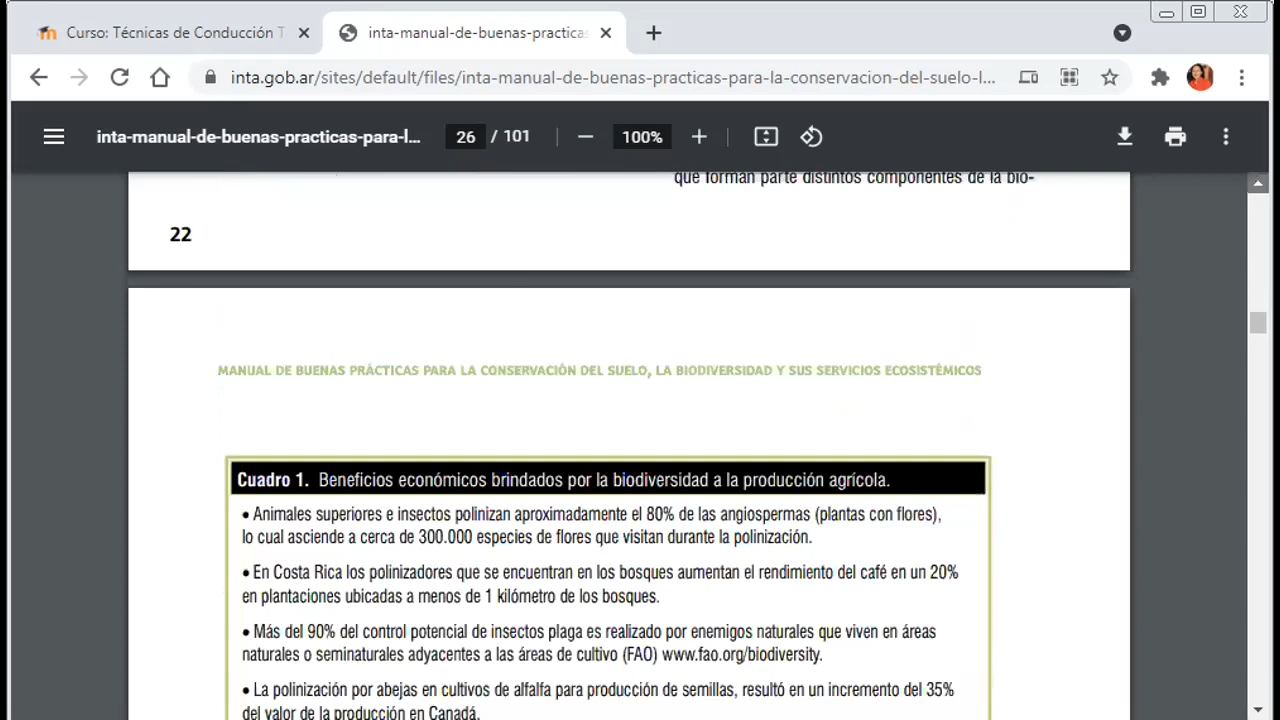 Curso: Técnicas de Conducción T
inta-manual-de-buenas-practicas
inta.gob.ar/sites/default/files/inta-manual-de-buenas-practicas-para-la-conservacion-del-suelo-l...
inta-manual-de-buenas-practicas-para-l...
26 / 101
100%
que forman parte distintos componentes de la bio-
22
MANUAL DE BUENAS PRÁCTICAS PARA LA CONSERVACIÓN DEL SUELO, LA BIODIVERSIDAD Y SUS SERVICIOS ECOSISTÉMICOS
Cuadro 1. Beneficios económicos brindados por la biodiversidad a la producción agrícola.
• Animales superiores e insectos polinizan aproximadamente el 80% de las angiospermas (plantas con flores),
lo cual asciende a cerca de 300.000 especies de flores que visitan durante la polinización.
• En Costa Rica los polinizadores que se encuentran en los bosques aumentan el rendimiento del café en un 20%
en plantaciones ubicadas a menos de 1 kilómetro de los bosques.
• Más del 90% del control potencial de insectos plaga es realizado por enemigos naturales que viven en áreas
naturales o seminaturales adyacentes a las áreas de cultivo (FAO) www.fao.org/biodiversity.
• La polinización por abejas en cultivos de alfalfa para producción de semillas, resultó en un incremento del 35%
del valor de la producción en Canadá.